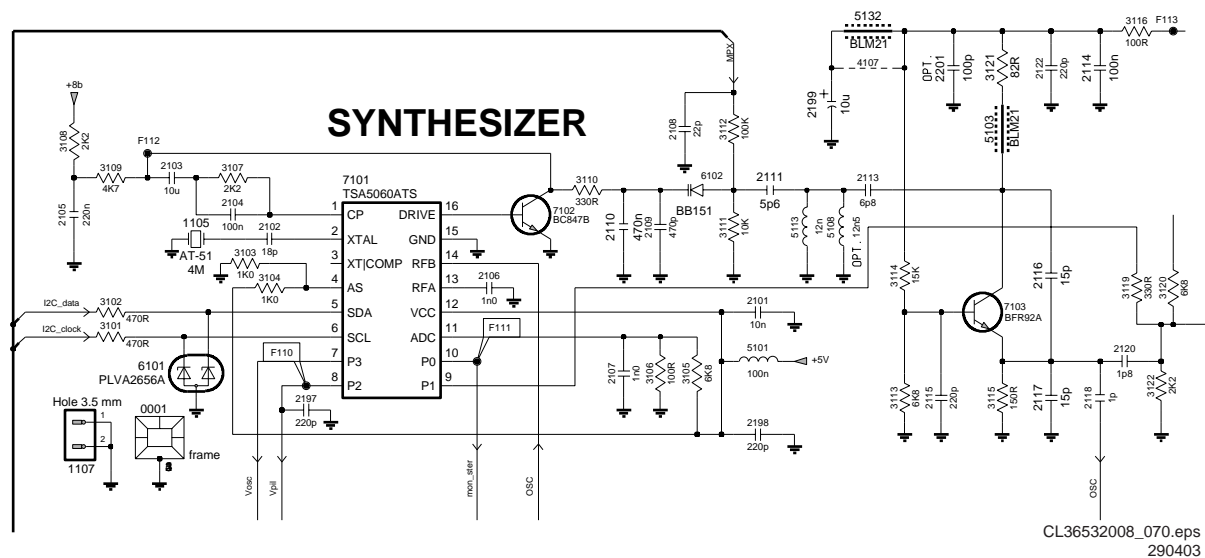 SYNTHESIZER
+8b
3108
2K2
2105
220n
3109
4K7
F112
2103
10u
3107
2K2
2104
100n
1105
AT-51
4M
2102
18p
3103
1K0
3104
1K0
I2C_data
3102
470R
I2C_clock
3101
470R
6101
PLVA2656A
Hole 3.5 mm
1
2
1107
0001
frame
7101
TSA5060ATS
1 CP DRIVE 16
2 XTAL GND 15
3 XT|COMP RFB 14
4 AS RFA 13
5 SDA VCC 12
6 SCL ADC 11
7 P3 P0 10
8 P2 P1 9
F110
F111
2197
220p
Vosc
Vpil
mon_ster
OSC
7102
BC847B
2106
1n0
3110
330R
2110
470n
2109
470p
6102
BB151
2108
22p
MPX
3112
100K
3111
10K
2111
5p6
5113
12n
5108
OPT. 12n5
2113
6p8
2101
10n
5101
100n
+5V
2107
1n0
3106
100R
3105
6K8
2198
220p
5132
BLM21
4107
2199
+
10u
OPT.
2201
100p
3121
82R
5103
BLM21
2122
220p
2114
100n
3116
100R
F113
3114
15K
3113
6K8
2115
220p
7103
BFR92A
3115
150R
2116
15p
2117
15p
2118
1p
OSC
2120
1p8
3119
330R
3120
6K8
3122
2K2
CL36532008_070.eps
290403